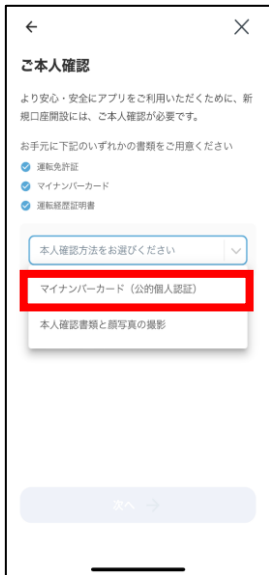 ご本人確認
より安心・安全にアプリをご利用いただくために、新
規口座開設には、ご本人確認が必要です。
お手元に下記のいずれかの書類をご用意ください
運転免許証
マイナンバーカード
運転経歴証明書
本人確認方法をお選びください
マイナンバーカード（公的個人認証）
本人確認書類と顔写真の撮影
次へ →